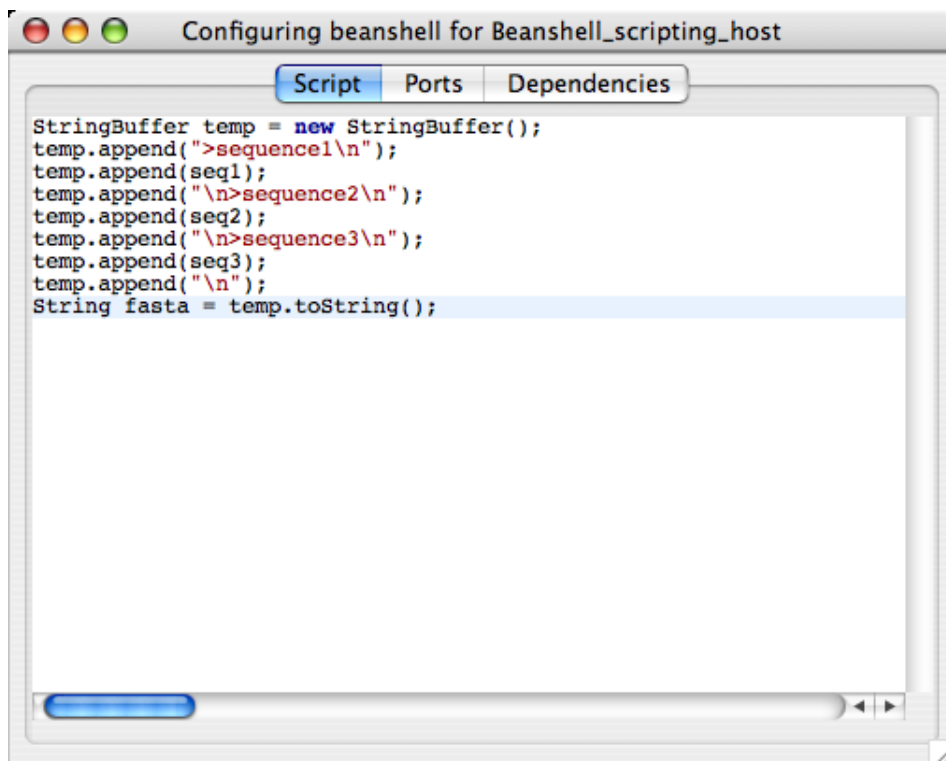 Configuring beanshell for Beanshell_scripting_host
Script Ports Dependencies
StringBuffer temp = new StringBuffer();
temp.append(">sequence1\n");
temp.append(seq1);
temp.append("\n>sequence2\n");
temp.append(seq2);
temp.append("\n>sequence3\n");
temp.append(seq3);
temp.append("\n");
String fasta = temp.toString();